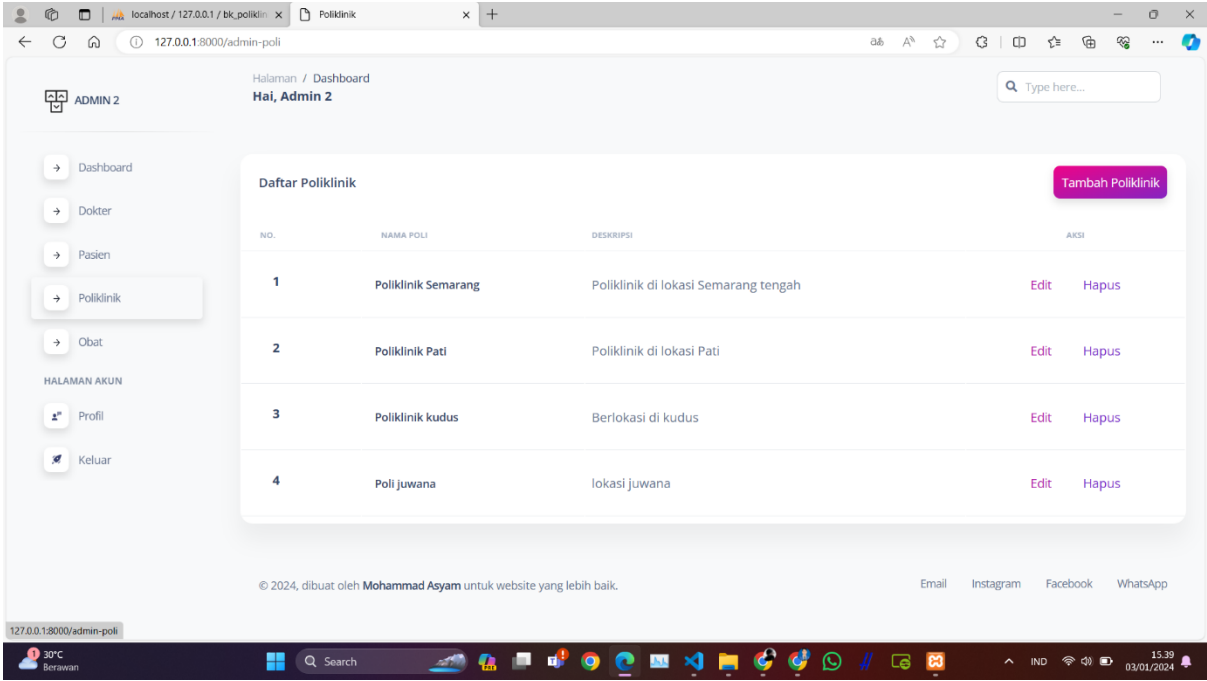 localhost / 127.0.0.1 / bk_poliklin
Poliklinik
127.0.0.1:8000/admin-poli
ADMIN 2
Halaman / Dashboard
Hai, Admin 2
Type here...
Dashboard
Dokter
Pasien
Poliklinik
Obat
HALAMAN AKUN
Profil
Keluar
Daftar Poliklinik
Tambah Poliklinik
NO. NAMA POLI DESKRIPSI AKSI
1 Poliklinik Semarang Poliklinik di lokasi Semarang tengah Edit Hapus
2 Poliklinik Pati Poliklinik di lokasi Pati Edit Hapus
3 Poliklinik kudus Berlokasi di kudus Edit Hapus
4 Poli juwana lokasi juwana Edit Hapus
© 2024, dibuat oleh Mohammad Asyam untuk website yang lebih baik.
Email Instagram Facebook WhatsApp
127.0.0.1:8000/admin-poli
1
30°C
Berawan
Search
IND
15.39
03/01/2024